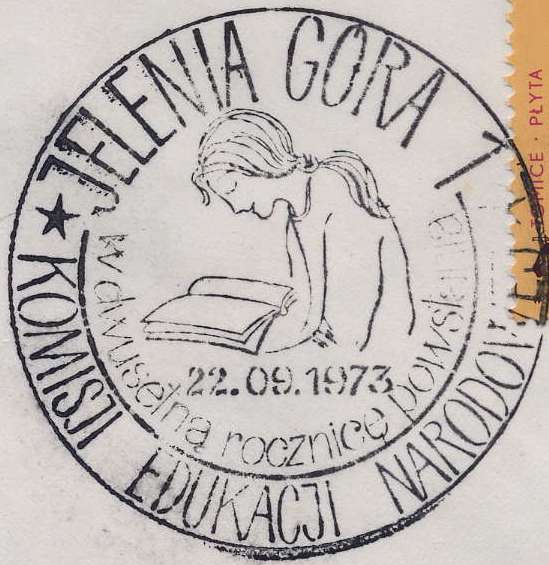 JELENIA GÓRA 1
w dwusetną rocznicę powstania
22.09.1973
★ KOMISJI EDUKACJI NARODOWEJ
PŁYTA